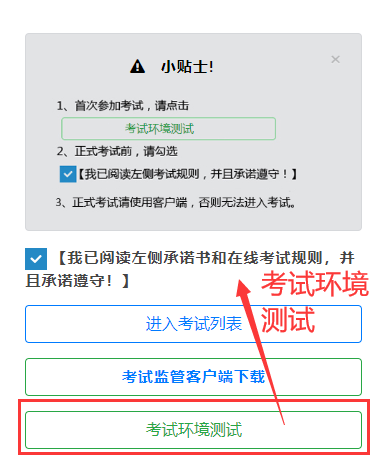 小贴士!
×
1、首次参加考试，请点击
考试环境测试
2、正式考试前，请勾选
【我已阅读左侧考试规则，并且承诺遵守！】
3、正式考试请使用客户端，否则无法进入考试。
【我已阅读左侧承诺书和在线考试规则，并
且承诺遵守！】
考试环境
测试
进入考试列表
考试监管客户端下载
考试环境测试